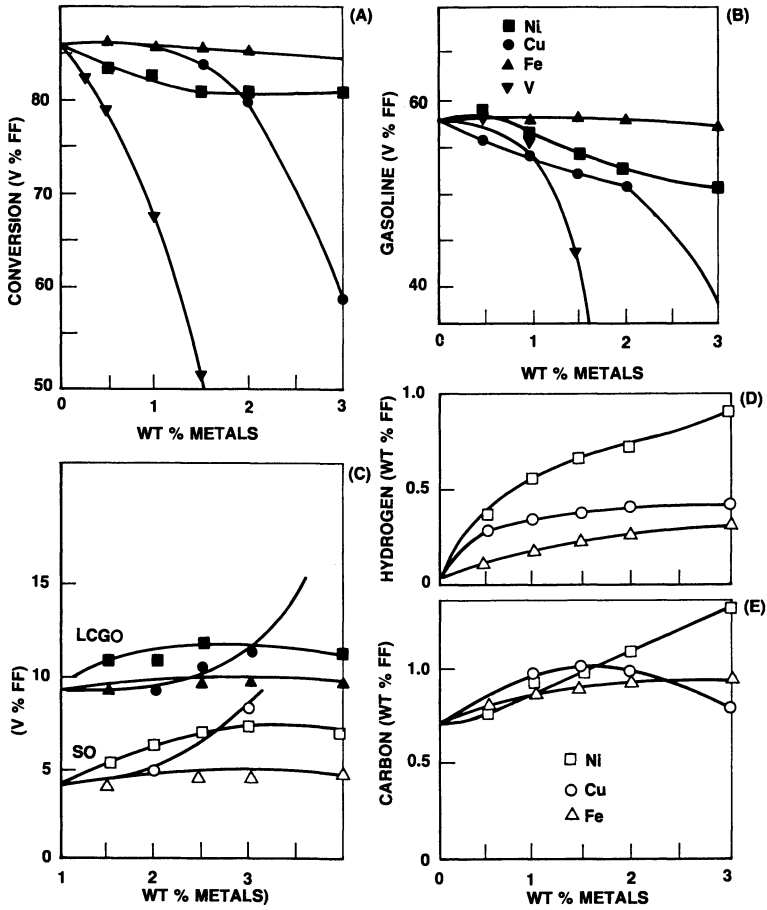 (A)
CONVERSION (V % FF)
80
70
60
50
0 1 2 3
WT % METALS
(B)
Ni
Cu
Fe
V
GASOLINE (V % FF)
60
50
40
0 1 2 3
WT % METALS
(C)
(V % FF)
15
10
5
0
LCGO
SO
1 2 3
WT % METALS)
(D)
HYDROGEN (WT % FF)
1.0
0.5
0
(E)
CARBON (WT % FF)
1.0
0.5
0
Ni
Cu
Fe
0 1 2 3
WT % METALS